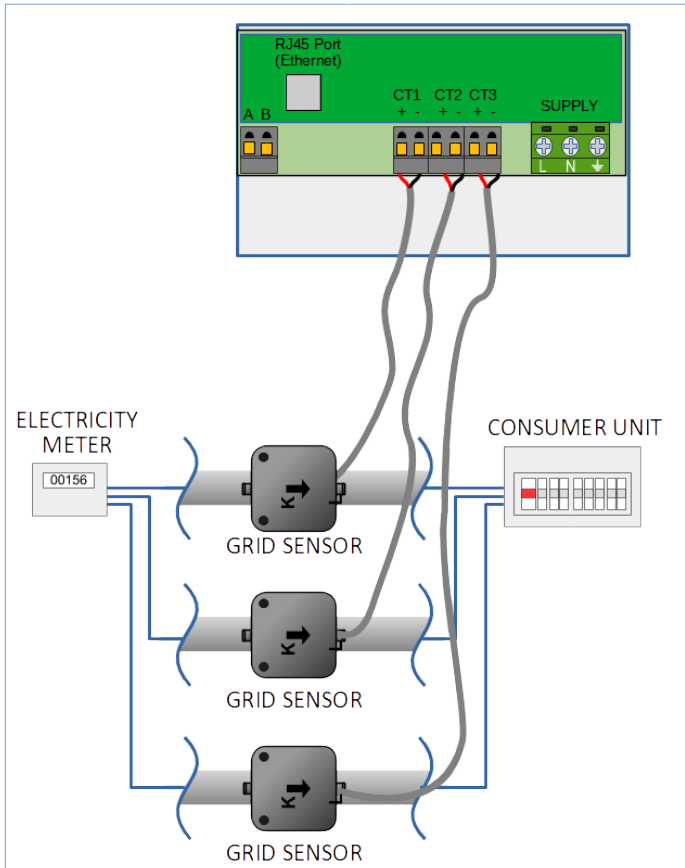 RJ45 Port
(Ethernet)
A B
CT1 CT2 CT3
+ - + - + -
SUPPLY
L N
ELECTRICITY
METER
00156
CONSUMER UNIT
K
GRID SENSOR
K
GRID SENSOR
K
GRID SENSOR